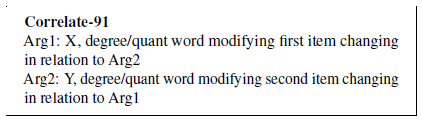 Correlate-91
Arg1: X, degree/quant word modifying first item changing
in relation to Arg2
Arg2: Y, degree/quant word modifying second item changing
in relation to Arg1